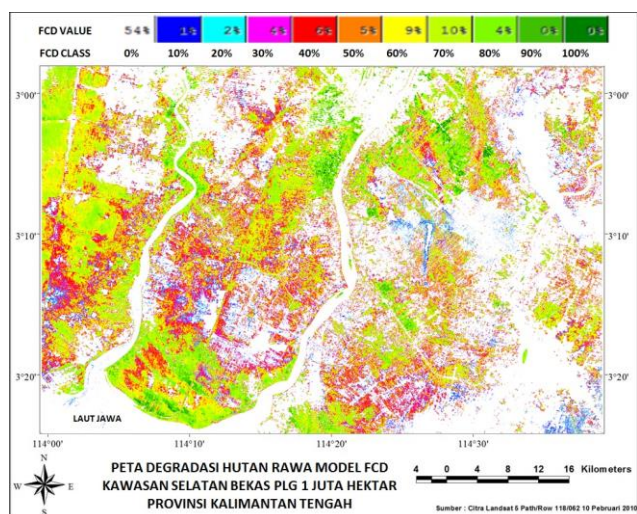 FCD VALUE 54% 1% 2% 4% 6% 5% 9% 10% 4% 0% 0%
FCD CLASS 0% 10% 20% 30% 40% 50% 60% 70% 80% 90% 100%
3°00' 3°00'
3°10' 3°10'
3°20' 3°20'
LAUT JAWA
114°00' 114°10' 114°20' 114°30'
N
W E
S
PETA DEGRADASI HUTAN RAWA MODEL FCD
KAWASAN SELATAN BEKAS PLG 1 JUTA HEKTAR
PROVINSI KALIMANTAN TENGAH
4 0 4 8 12 16 Kilometers
Sumber : Citra Landsat 5 Path/Row 118/062 10 Pebruari 2010